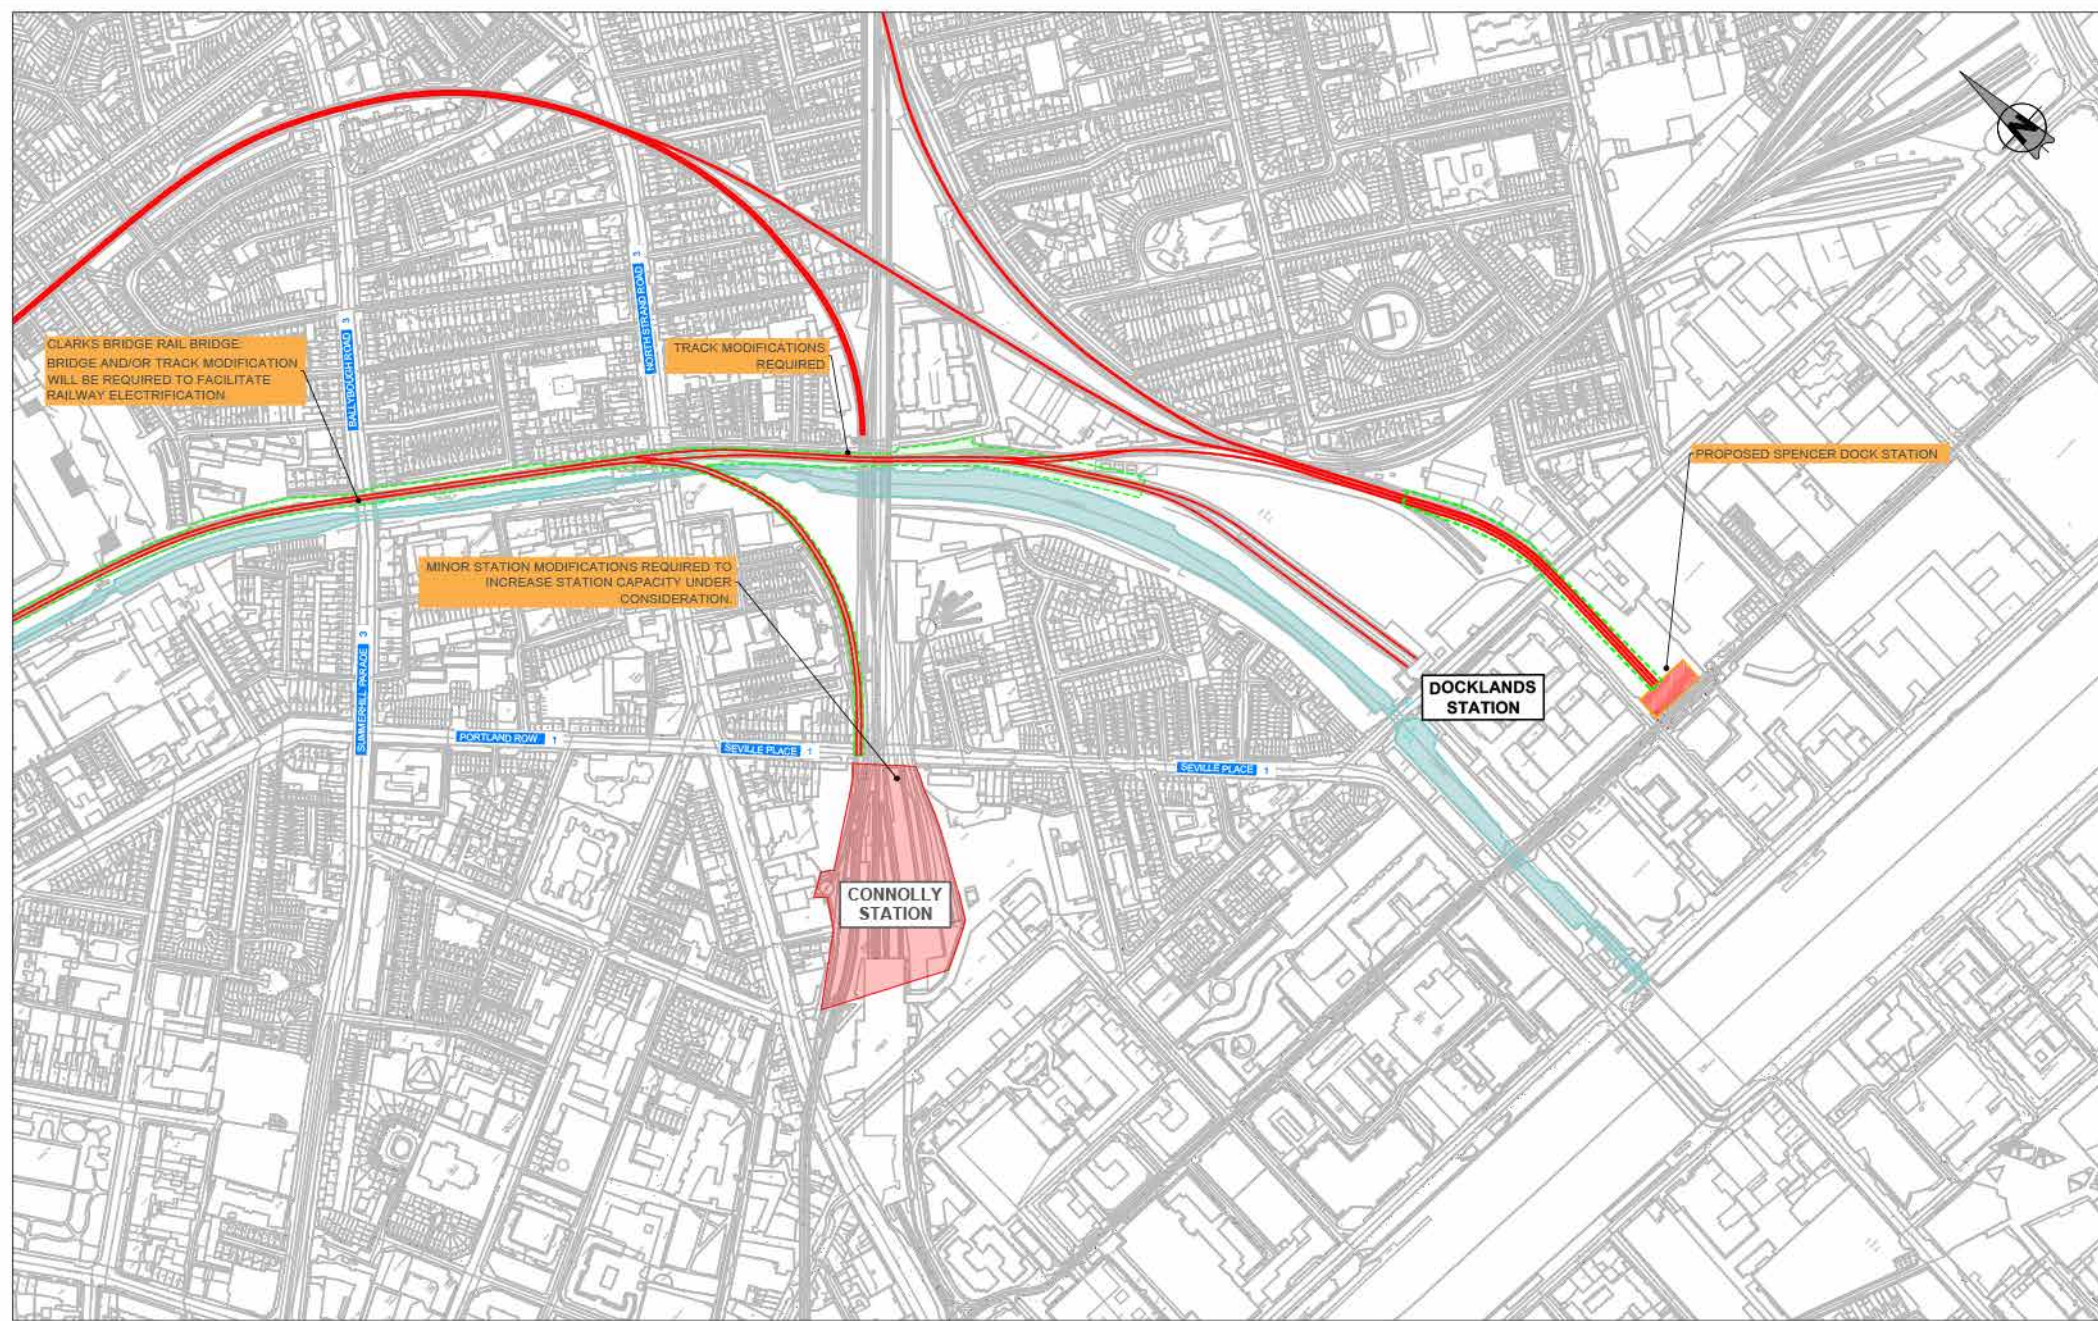 N
CLARKS BRIDGE RAIL BRIDGE:
BRIDGE AND/OR TRACK MODIFICATION
WILL BE REQUIRED TO FACILITATE
RAILWAY ELECTRIFICATION
BALLYBOUGH ROAD 3
NORTH STRAND ROAD 3
TRACK MODIFICATIONS
REQUIRED
PROPOSED SPENCER DOCK STATION
MINOR STATION MODIFICATIONS REQUIRED TO
INCREASE STATION CAPACITY UNDER
CONSIDERATION.
SUMMERHILL PARADE 3
PORTLAND ROW 1
SEVILLE PLACE 1
SEVILLE PLACE 1
DOCKLANDS
STATION
CONNOLLY
STATION